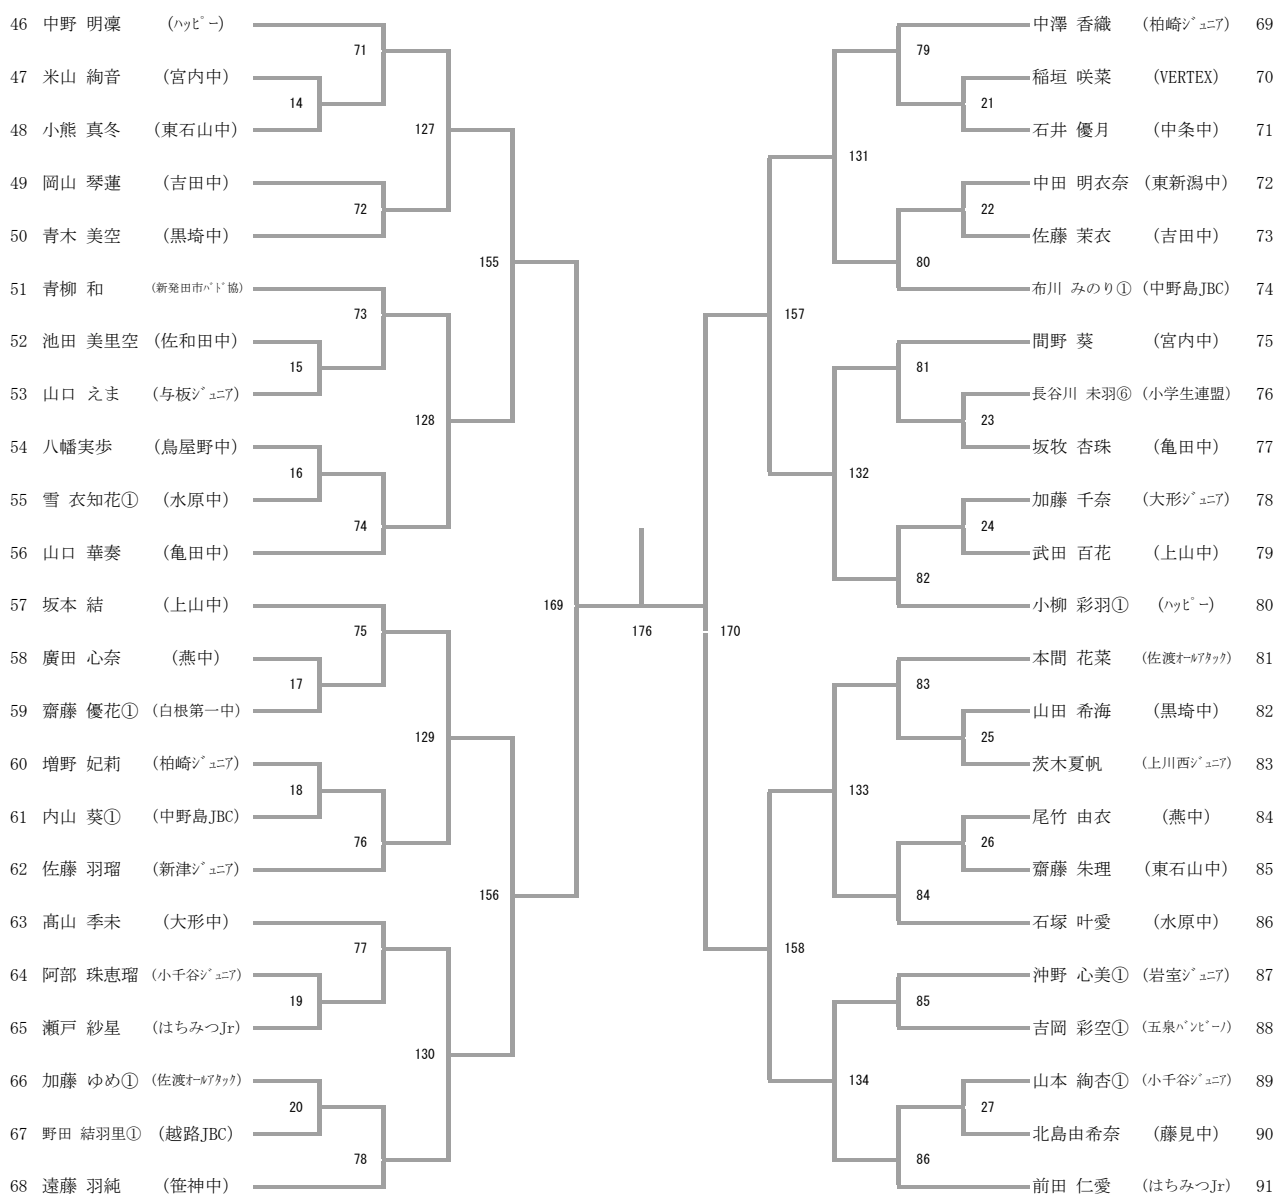 46 中野 明凜 (ﾊｯﾋﾟｰ)
47 米山 絢音 (宮内中)
48 小熊 真冬 (東石山中)
49 岡山 琴蓮 (吉田中)
50 青木 美空 (黒埼中)
51 青柳 和 (新発田市ﾊﾞﾄﾞ協)
52 池田 美里空 (佐和田中)
53 山口 えま (与板ｼﾞｭﾆｱ)
54 八幡実歩 (鳥屋野中)
55 雪 衣知花① (水原中)
56 山口 華奏 (亀田中)
57 坂本 結 (上山中)
58 廣田 心奈 (燕中)
59 齋藤 優花① (白根第一中)
60 増野 妃莉 (柏崎ｼﾞｭﾆｱ)
61 内山 葵① (中野島JBC)
62 佐藤 羽瑠 (新津ｼﾞｭﾆｱ)
63 髙山 季未 (大形中)
64 阿部 珠恵瑠 (小千谷ｼﾞｭﾆｱ)
65 瀬戸 紗星 (はちみつJr)
66 加藤 ゆめ① (佐渡ｵｰﾙｱﾀｯｸ)
67 野田 結羽里① (越路JBC)
68 遠藤 羽純 (笹神中)
71
14
127
72
155
73
15
128
16
74
169
75
17
129
18
76
156
77
19
130
20
78
176
170
79
21
131
22
80
157
81
23
132
24
82
83
25
133
26
84
158
85
134
27
86
中澤 香織 (柏崎ｼﾞｭﾆｱ) 69
稲垣 咲菜 (VERTEX) 70
石井 優月 (中条中) 71
中田 明衣奈 (東新潟中) 72
佐藤 茉衣 (吉田中) 73
布川 みのり① (中野島JBC) 74
間野 葵 (宮内中) 75
長谷川 未羽⑥ (小学生連盟) 76
坂牧 杏珠 (亀田中) 77
加藤 千奈 (大形ｼﾞｭﾆｱ) 78
武田 百花 (上山中) 79
小柳 彩羽① (ﾊｯﾋﾟｰ) 80
本間 花菜 (佐渡ｵｰﾙｱﾀｯｸ) 81
山田 希海 (黒埼中) 82
茨木夏帆 (上川西ｼﾞｭﾆｱ) 83
尾竹 由衣 (燕中) 84
齋藤 朱理 (東石山中) 85
石塚 叶愛 (水原中) 86
沖野 心美① (岩室ｼﾞｭﾆｱ) 87
吉岡 彩空① (五泉ﾊﾞﾝﾋﾞｰﾉ) 88
山本 絢杏① (小千谷ｼﾞｭﾆｱ) 89
北島由希奈 (藤見中) 90
前田 仁愛 (はちみつJr) 91